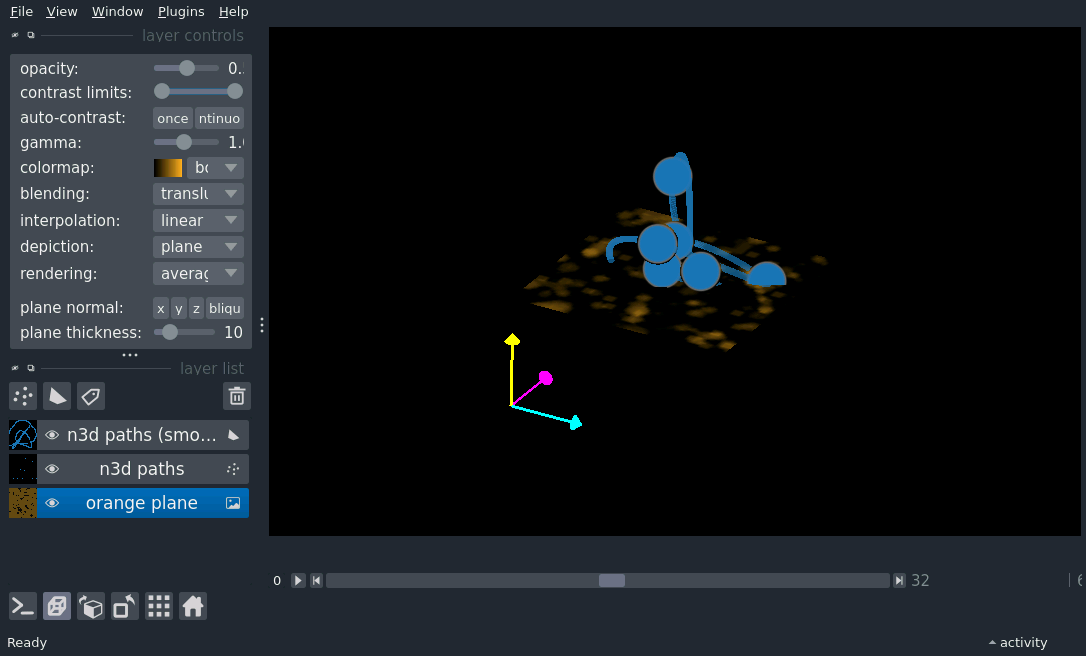 File View Window Plugins Help
layer controls
opacity: 0.
contrast limits:
auto-contrast: once ntinuo
gamma: 1.
colormap: bo
blending: translu
interpolation: linear
depiction: plane
rendering: averag
plane normal: x y z bliqu
plane thickness: 10
layer list
n3d paths (smo...
n3d paths
orange plane
0 32
Ready activity